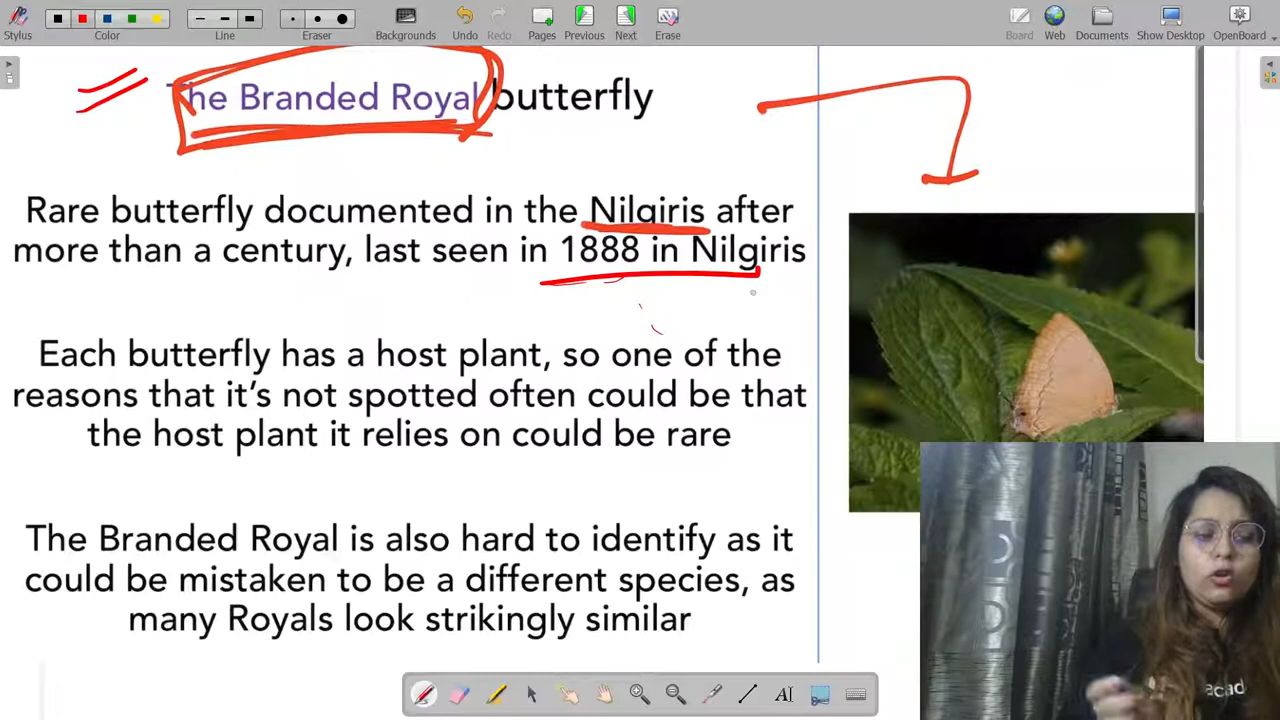 Stylus
Color
Line
Eraser
Backgrounds
Undo
Redo
Pages
Previous
Next
Erase
Board
Web
Documents
Show Desktop
OpenBoard
The Branded Royal butterfly
Rare butterfly documented in the Nilgiris after
more than a century, last seen in 1888 in Nilgiris
Each butterfly has a host plant, so one of the
reasons that it's not spotted often could be that
the host plant it relies on could be rare
The Branded Royal is also hard to identify as it
could be mistaken to be a different species, as
many Royals look strikingly similar
AI